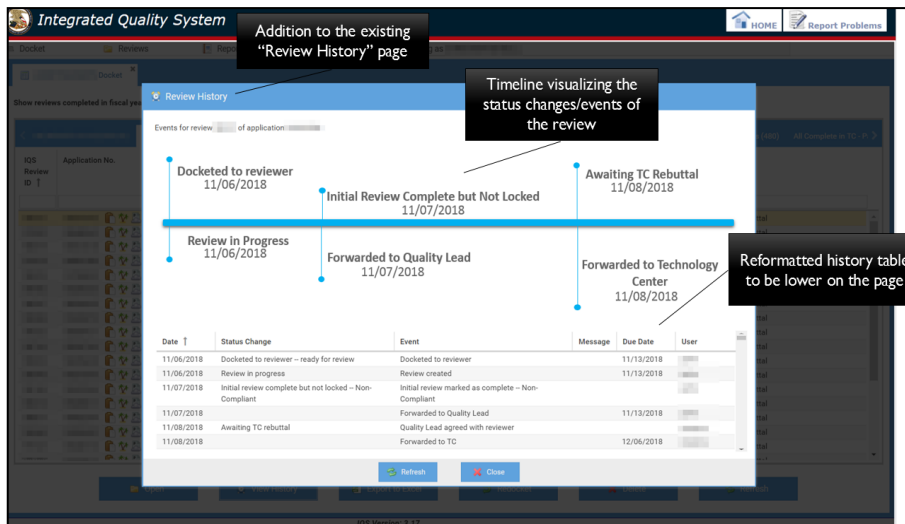 Integrated Quality System
HOME
Report Problems
Addition to the existing
“Review History” page
Docket
Reviews
Docket
Show reviews completed in fiscal
Review History
Timeline visualizing the
status changes/events of
the review
Events for review of application
IQS
Review
ID ↑
Application No.
Docketed to reviewer
11/06/2018
Initial Review Complete but Not Locked
11/07/2018
Awaiting TC Rebuttal
11/08/2018
Review in Progress
11/06/2018
Forwarded to Quality Lead
11/07/2018
Forwarded to Technology
Center
11/08/2018
Reformatted history table
to be lower on the page
Date ↑ Status Change Event Message Due Date User
11/06/2018 Docketed to reviewer -- ready for review Docketed to reviewer 11/13/2018
11/06/2018 Review in progress Review created 11/13/2018
11/07/2018 Initial review complete but not locked -- Non-
Compliant
Initial review marked as complete -- Non-
Compliant
11/07/2018 Forwarded to Quality Lead 11/13/2018
11/08/2018 Awaiting TC rebuttal Quality Lead agreed with reviewer
11/08/2018 Forwarded to TC 12/06/2018
Refresh
Close